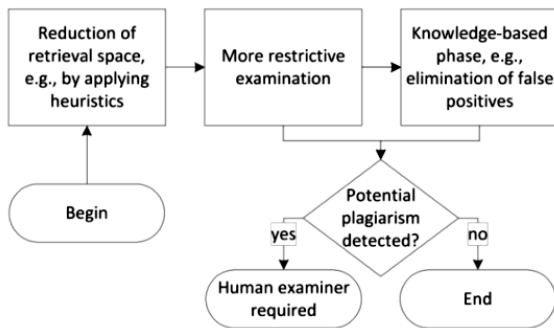 Reduction of
retrieval space,
e.g., by applying
heuristics
More restrictive
examination
Knowledge-based
phase, e.g.,
elimination of false
positives
Begin
Potential
plagiarism
detected?
yes
no
Human examiner
required
End